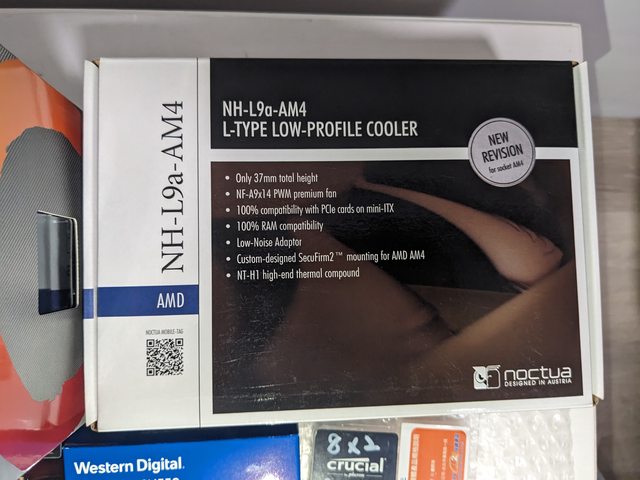 NH-L9a-AM4
AMD
NOCTUA MOBILE-TAG
NH-L9a-AM4
L-TYPE LOW-PROFILE COOLER
NEW
REVISION
for socket AM4
• Only 37mm total height
• NF-A9x14 PWM premium fan
• 100% compatibility with PCIe cards on mini-ITX
• 100% RAM compatibility
• Low-Noise Adaptor
• Custom-designed SecuFirm2™ mounting for AMD AM4
• NT-H1 high-end thermal compound
noctua
DESIGNED IN AUSTRIA
Western Digital.
8x2
crucial